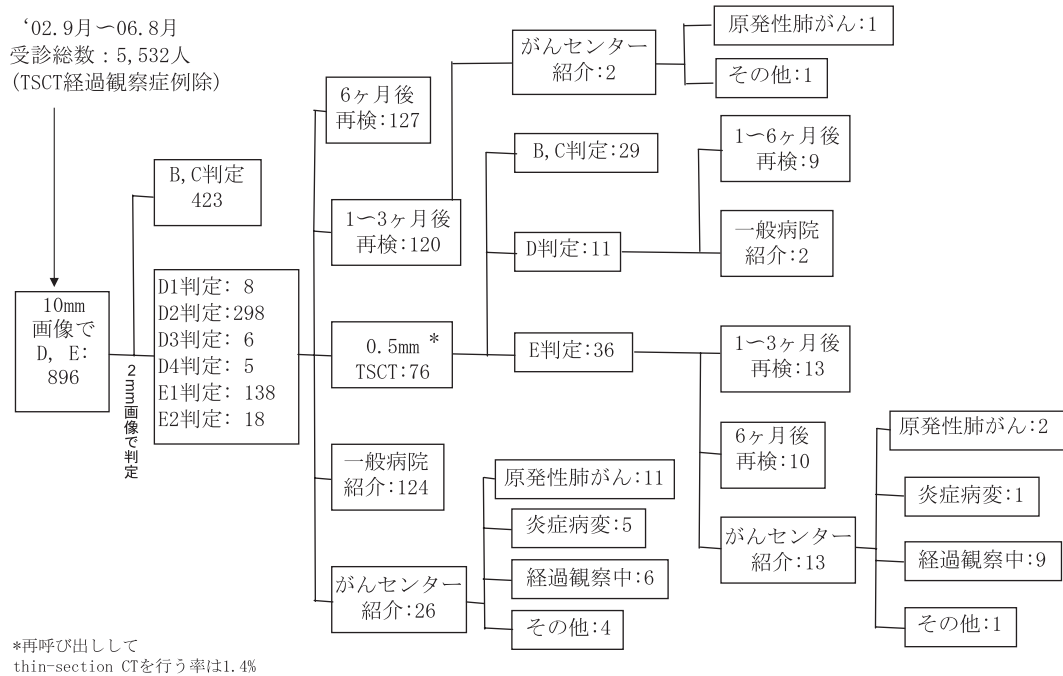 ‘02.9月〜06.8月
受診総数：5,532人
(TSCT経過観察症例除)
10mm
画像で
D, E:
896
2mm画像で判定
B,C判定
423
D1判定: 8
D2判定:298
D3判定: 6
D4判定: 5
E1判定: 138
E2判定: 18
6ヶ月後
再検:127
1〜3ヶ月後
再検:120
0.5mm *
TSCT:76
一般病院
紹介:124
がんセンター
紹介:26
がんセンター
紹介:2
原発性肺がん:1
その他:1
B,C判定:29
D判定:11
1〜6ヶ月後
再検:9
一般病院
紹介:2
E判定:36
1〜3ヶ月後
再検:13
6ヶ月後
再検:10
がんセンター
紹介:13
原発性肺がん:2
炎症病変:1
経過観察中:9
その他:1
原発性肺がん:11
炎症病変:5
経過観察中:6
その他:4
*再呼び出しして
thin-section CTを行う率は1.4%